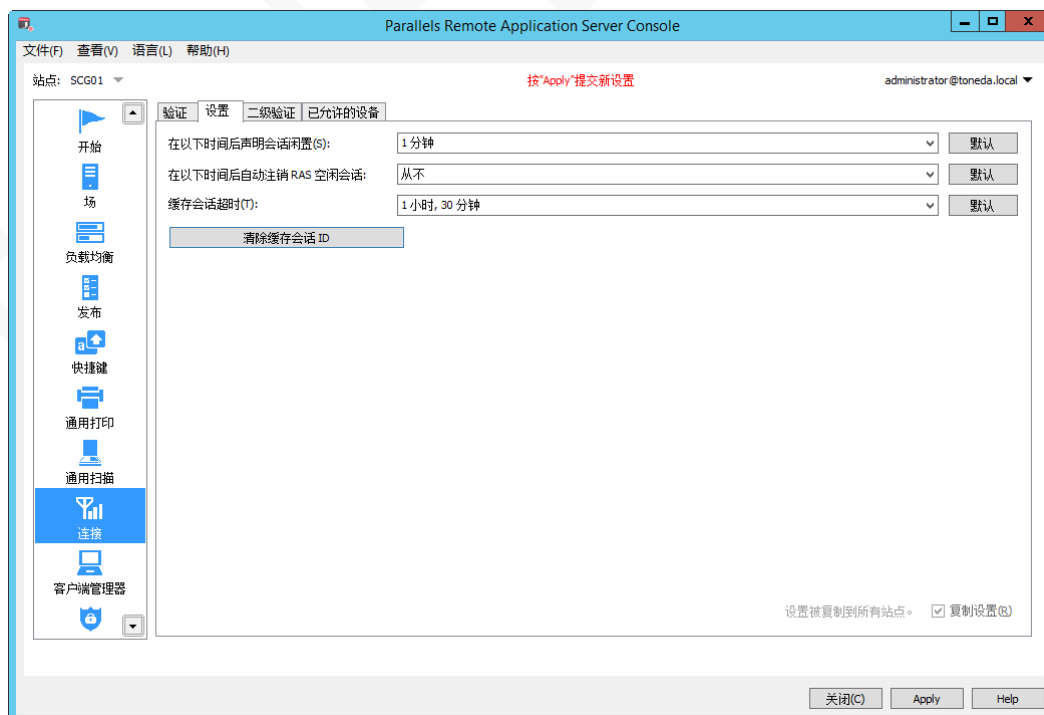 Parallels Remote Application Server Console
文件(F) 查看(V) 语言(L) 帮助(H)
站点: SCG01 按"Apply"提交新设置 administrator@toneda.local
开始
场
负载均衡
发布
快捷键
通用打印
通用扫描
连接
客户端管理器
验证 设置 二级验证 已允许的设备
在以下时间后声明会话闲置(S): 1 分钟 默认
在以下时间后自动注销 RAS 空闲会话: 从不 默认
缓存会话超时(T): 1 小时, 30 分钟 默认
清除缓存会话 ID
设置被复制到所有站点。 复制设置(R)
关闭(C) Apply Help